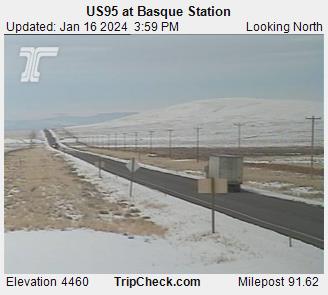 US95 at Basque Station
Updated: Jan 16 2024 3:59 PM Looking North
Elevation 4460 TripCheck.com Milepost 91.62